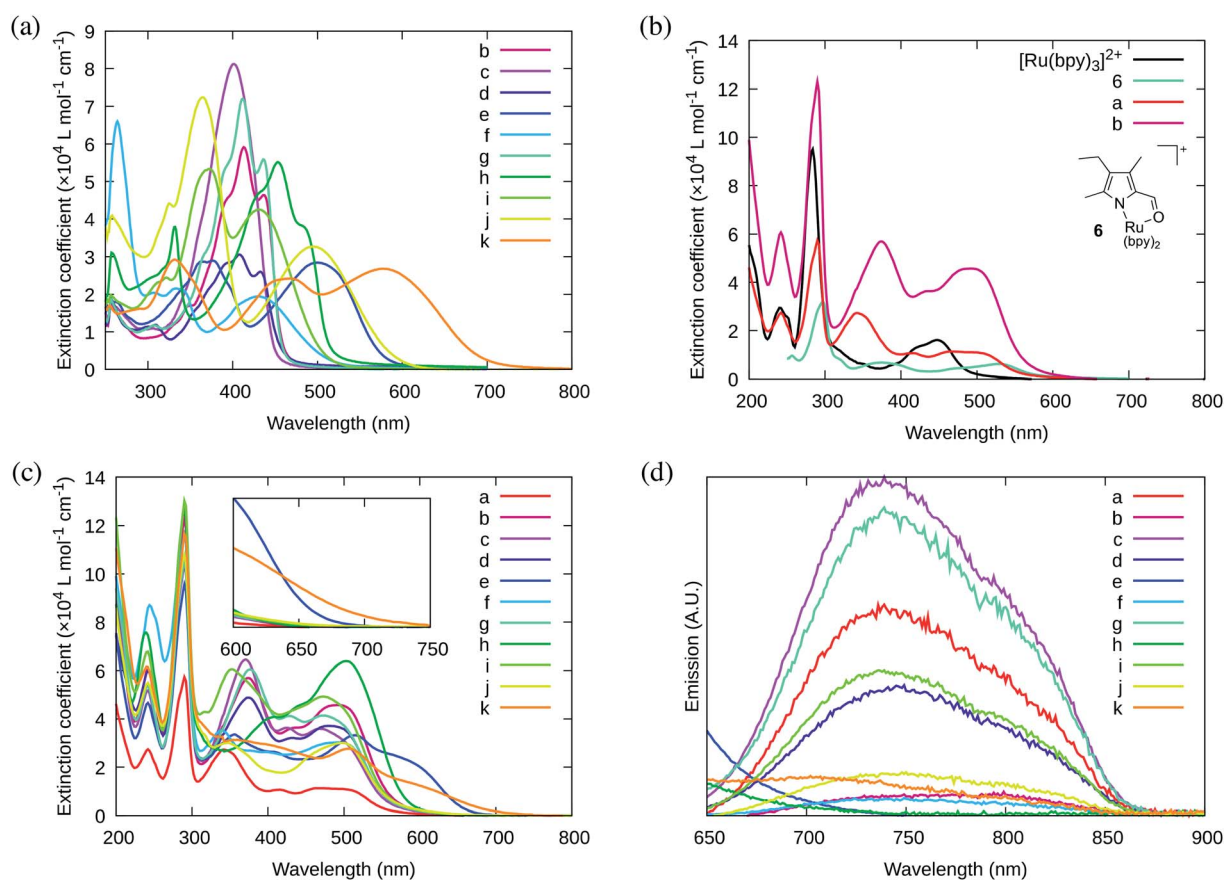 (a)
Extinction coefficient (×10⁴ L mol⁻¹ cm⁻¹)
9
8
7
6
5
4
3
2
1
0
300 400 500 600 700 800
Wavelength (nm)
b
c
d
e
f
g
h
i
j
k
(b)
Extinction coefficient (×10⁴ L mol⁻¹ cm⁻¹)
14
12
10
8
6
4
2
0
200 300 400 500 600 700 800
Wavelength (nm)
[Ru(bpy)₃]²⁺
6
a
b
+
N
O
6
Ru
(bpy)₂
(c)
Extinction coefficient (×10⁴ L mol⁻¹ cm⁻¹)
14
12
10
8
6
4
2
0
200 300 400 500 600 700 800
Wavelength (nm)
600 650 700 750
a
b
c
d
e
f
g
h
i
j
k
(d)
Emission (A.U.)
650 700 750 800 850 900
Wavelength (nm)
a
b
c
d
e
f
g
h
i
j
k